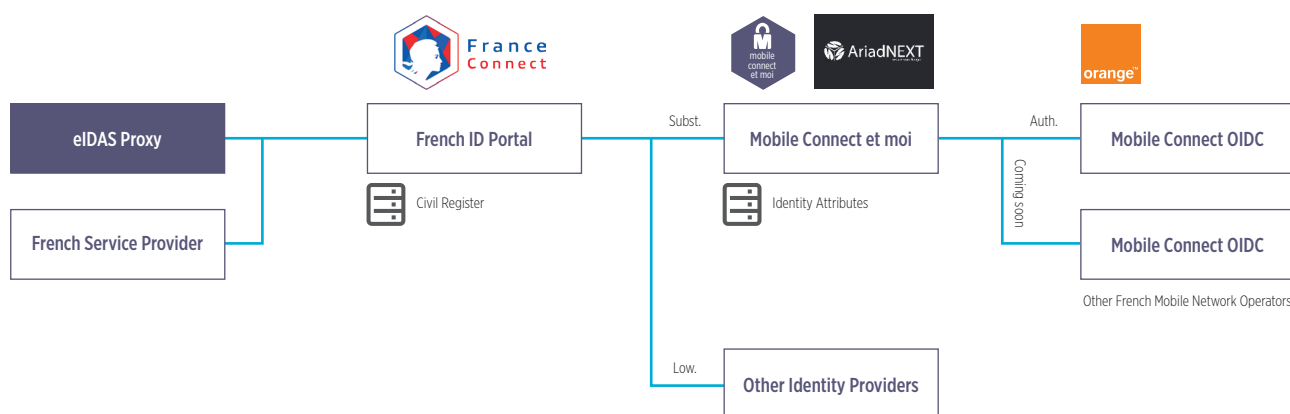 France
Connect
mobile
connect
et moi
AriadNEXT
orange™
eIDAS Proxy
French ID Portal
Subst.
Mobile Connect et moi
Auth.
Mobile Connect OIDC
Civil Register
Identity Attributes
Coming soon
French Service Provider
Mobile Connect OIDC
Other French Mobile Network Operators
Low.
Other Identity Providers